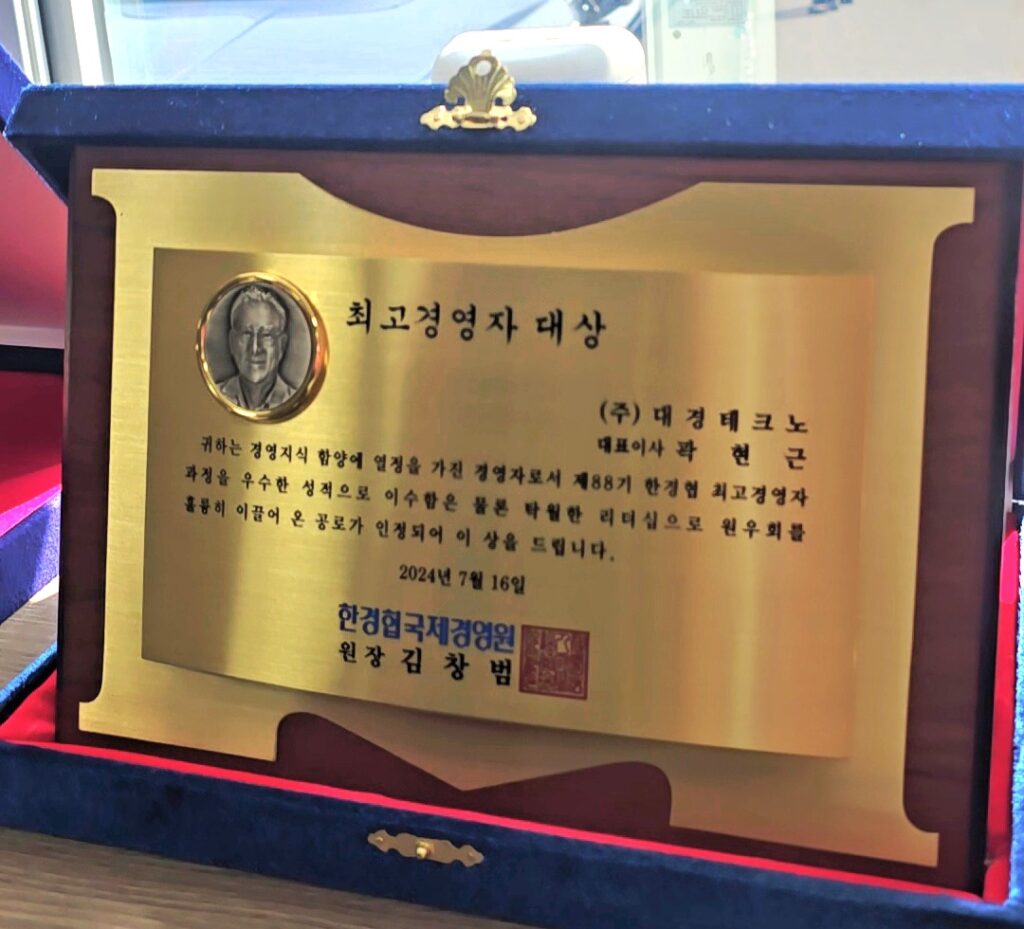 최고경영자 대상
(주) 대경테크노
대표이사 곽현근
귀하는 경영지식 함양에 열정을 가진 경영자로서 제88기 한경협 최고경영자
과정을 우수한 성적으로 이수함은 물론 탁월한 리더십으로 원우회를
훌륭히 이끌어 온 공로가 인정되어 이 상을 드립니다.
2024년 7월 16일
한경협국제경영원
원장 김창범